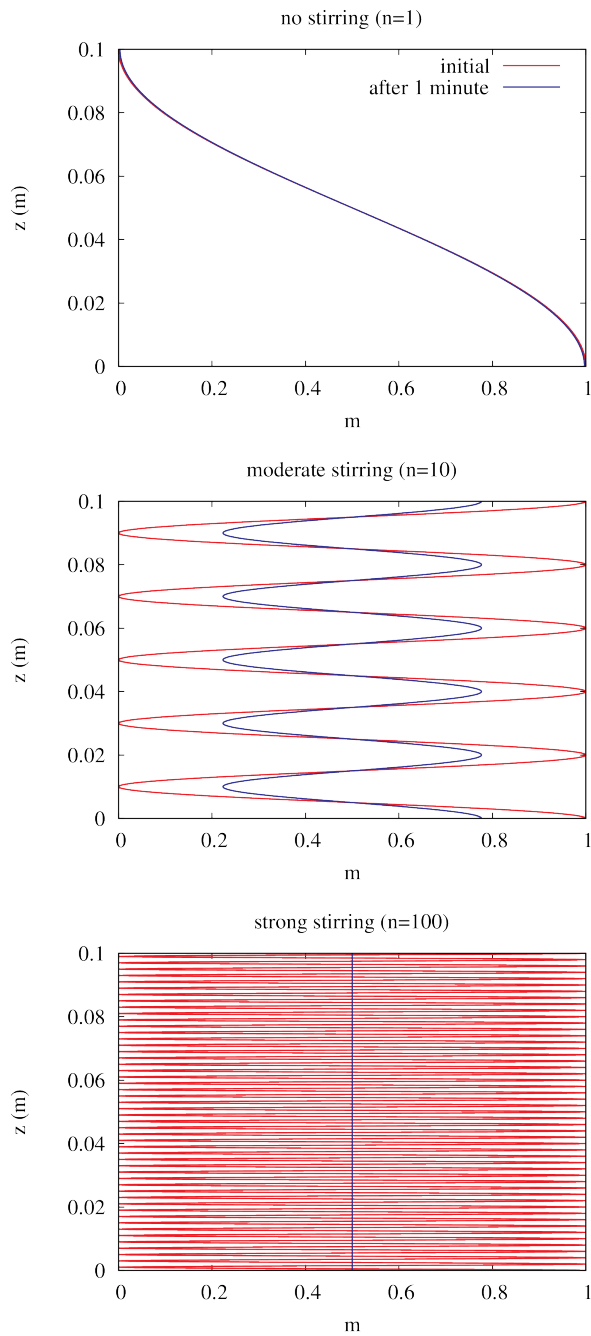 no stirring (n=1)
initial
after 1 minute
0.1
0.08
0.06
0.04
0.02
0
z (m)
0 0.2 0.4 0.6 0.8 1
m
moderate stirring (n=10)
0.1
0.08
0.06
0.04
0.02
0
z (m)
0 0.2 0.4 0.6 0.8 1
m
strong stirring (n=100)
0.1
0.08
0.06
0.04
0.02
0
z (m)
0 0.2 0.4 0.6 0.8 1
m